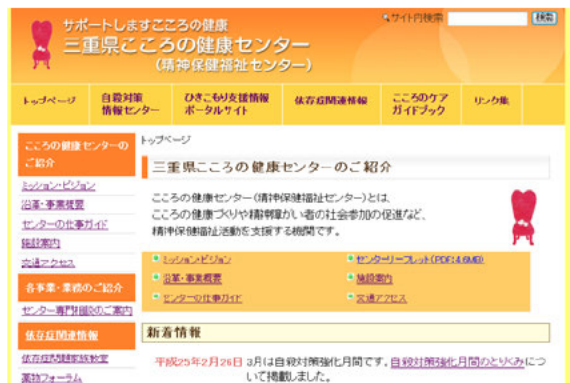 サポートしますこころの健康
三重県こころの健康センター
(精神保健福祉センター)
サイト内検索
検索
トップページ
自殺対策
情報センター
ひきこもり支援情報
ポータルサイト
依存症関連情報
こころのケア
ガイドブック
リンク集
こころの健康センターの
ご紹介
ミッション・ビジョン
沿革・事業概要
センターの仕事ガイド
施設案内
交通アクセス
各事業・業務のご紹介
センター専門相談のご案内
依存症関連情報
依存症問題家族教室
薬物フォーラム
トップページ
三重県こころの健康センターのご紹介
こころの健康センター(精神保健福祉センター)とは、
こころの健康づくりや精神障がい者の社会参加の促進など、
精神保健福祉活動を支援する機関です。
ミッション・ビジョン
センターリーフレット(PDF:4.6MB)
沿革・事業概要
施設案内
センターの仕事ガイド
交通アクセス
新着情報
平成25年2月26日 3月は自殺対策強化月間です。自殺対策強化月間のとりくみにつ
いて掲載しました。